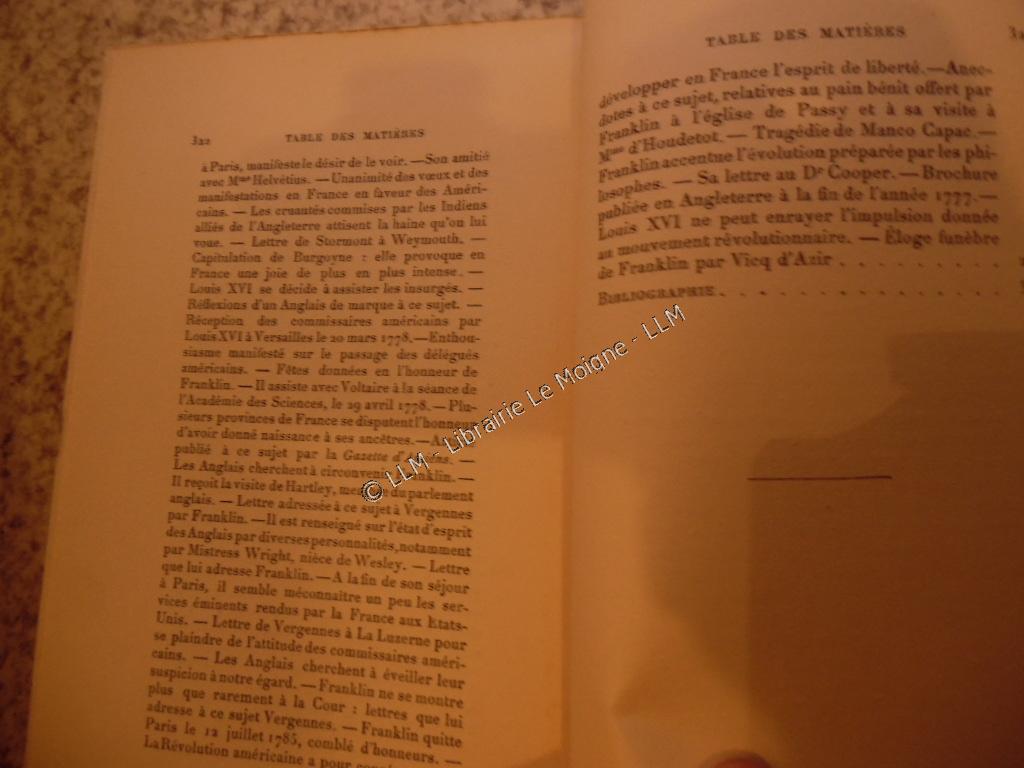 322 TABLE DES MATIÈRES
à Paris, manifeste le désir de le voir. — Son amitié
avec Mme Helvétius. — Unanimité des vœux et des
manifestations en France en faveur des Améri-
cains. — Les cruautés commises par les Indiens
alliés de l'Angleterre attisent la haine qu'on lui
voue. — Lettre de Stormont à Weymouth. —
Capitulation de Burgoyne : elle provoque en
France une joie de plus en plus intense. —
Louis XVI se décide à assister les insurgés. —
Réflexions d'un Anglais de marque à ce sujet. —
Réception des commissaires américains par
Louis XVI à Versailles le 20 mars 1778. — Enthou-
siasme manifesté sur le passage des délégués
américains. — Fêtes données en l'honneur de
Franklin. — Il assiste avec Voltaire à la séance de
l'Académie des Sciences, le 29 avril 1778. — Plu-
sieurs provinces de France se disputent l'honneur
d'avoir donné naissance à ses ancêtres. —
publié à ce sujet par la Gazette —
Les Anglais cherchent à circonvenir Franklin. —
Il reçoit la visite de Hartley, membre du parlement
anglais. — Lettre adressée à ce sujet à Vergennes
par Franklin. — Il est renseigné sur l'état d'esprit
des Anglais par diverses personnalités, notamment
par Mistress Wright, nièce de Wesley. — Lettre
que lui adresse Franklin. — A la fin de son séjour
à Paris, il semble méconnaître un peu les ser-
vices éminents rendus par la France aux Etats-
Unis. — Lettre de Vergennes à La Luzerne pour
se plaindre de l'attitude des commissaires améri-
cains. — Les Anglais cherchent à éveiller leur
suspicion à notre égard. — Franklin ne se montre
plus que rarement à la Cour : lettres que lui
adresse à ce sujet Vergennes. — Franklin quitte
Paris le 12 juillet 1785, comblé d'honneurs. —
La Révolution américaine a pour
TABLE DES MATIÈRES
développer en France l'esprit de liberté. — Anec-
dotes à ce sujet, relatives au pain bénit offert par
Franklin à l'église de Passy et à sa visite à
Mme d'Houdetot. — Tragédie de Manco Capac. —
Franklin accentue l'évolution préparée par les phi-
losophes. — Sa lettre au Dr Cooper. — Brochure
publiée en Angleterre à la fin de l'année 1777. —
Louis XVI ne peut enrayer l'impulsion donnée
au mouvement révolutionnaire. — Éloge funèbre
de Franklin par Vicq d'Azir . . . . . . . . . .
BIBLIOGRAPHIE. . . . . . . . . . . . . . . . .
© LLM - Librairie Le Moigne - LLM